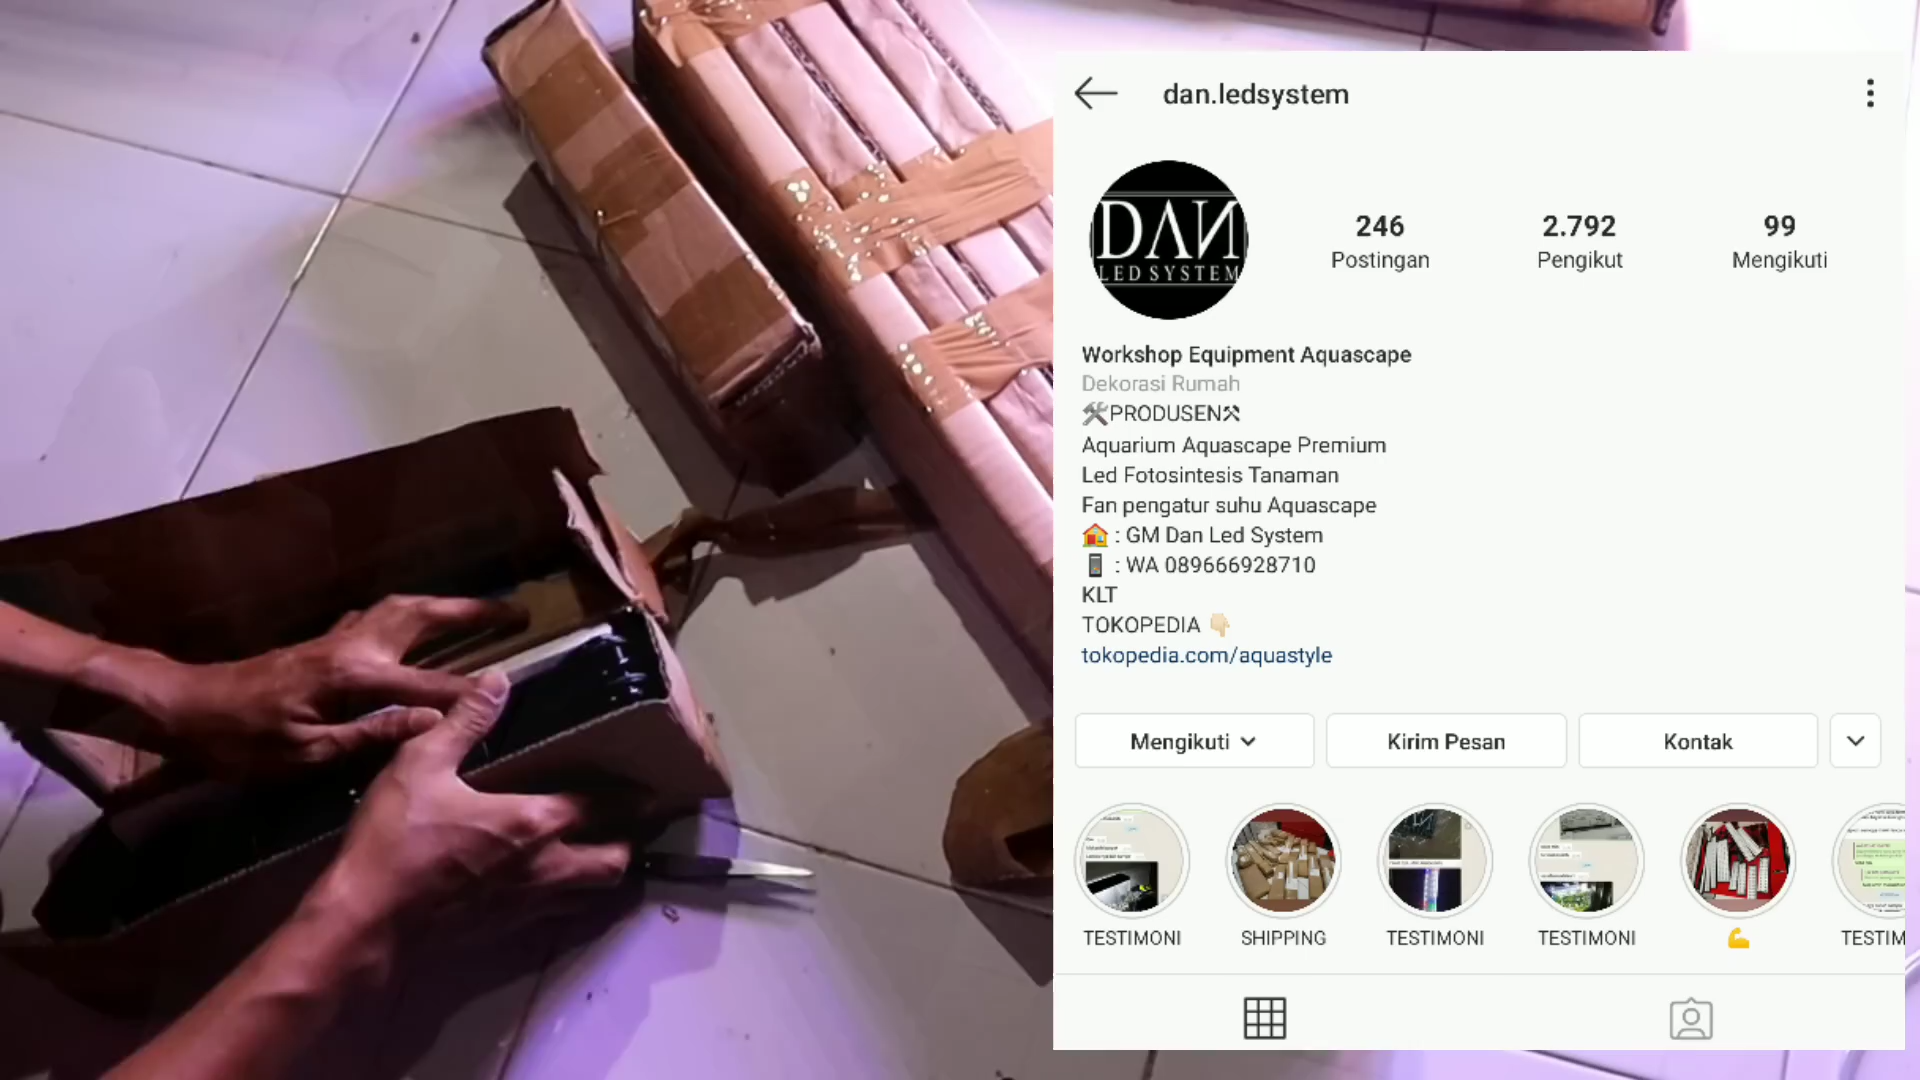 dan.ledsystem
DAN
LED SYSTEM
246
Postingan
2.792
Pengikut
99
Mengikuti
Workshop Equipment Aquascape
Dekorasi Rumah
🛠PRODUSEN⚒
Aquarium Aquascape Premium
Led Fotosintesis Tanaman
Fan pengatur suhu Aquascape
🏠 : GM Dan Led System
📱 : WA 089666928710
KLT
TOKOPEDIA 👇🏻
tokopedia.com/aquastyle
Mengikuti
Kirim Pesan
Kontak
TESTIMONI
SHIPPING
TESTIMONI
TESTIMONI
💪
TESTIM